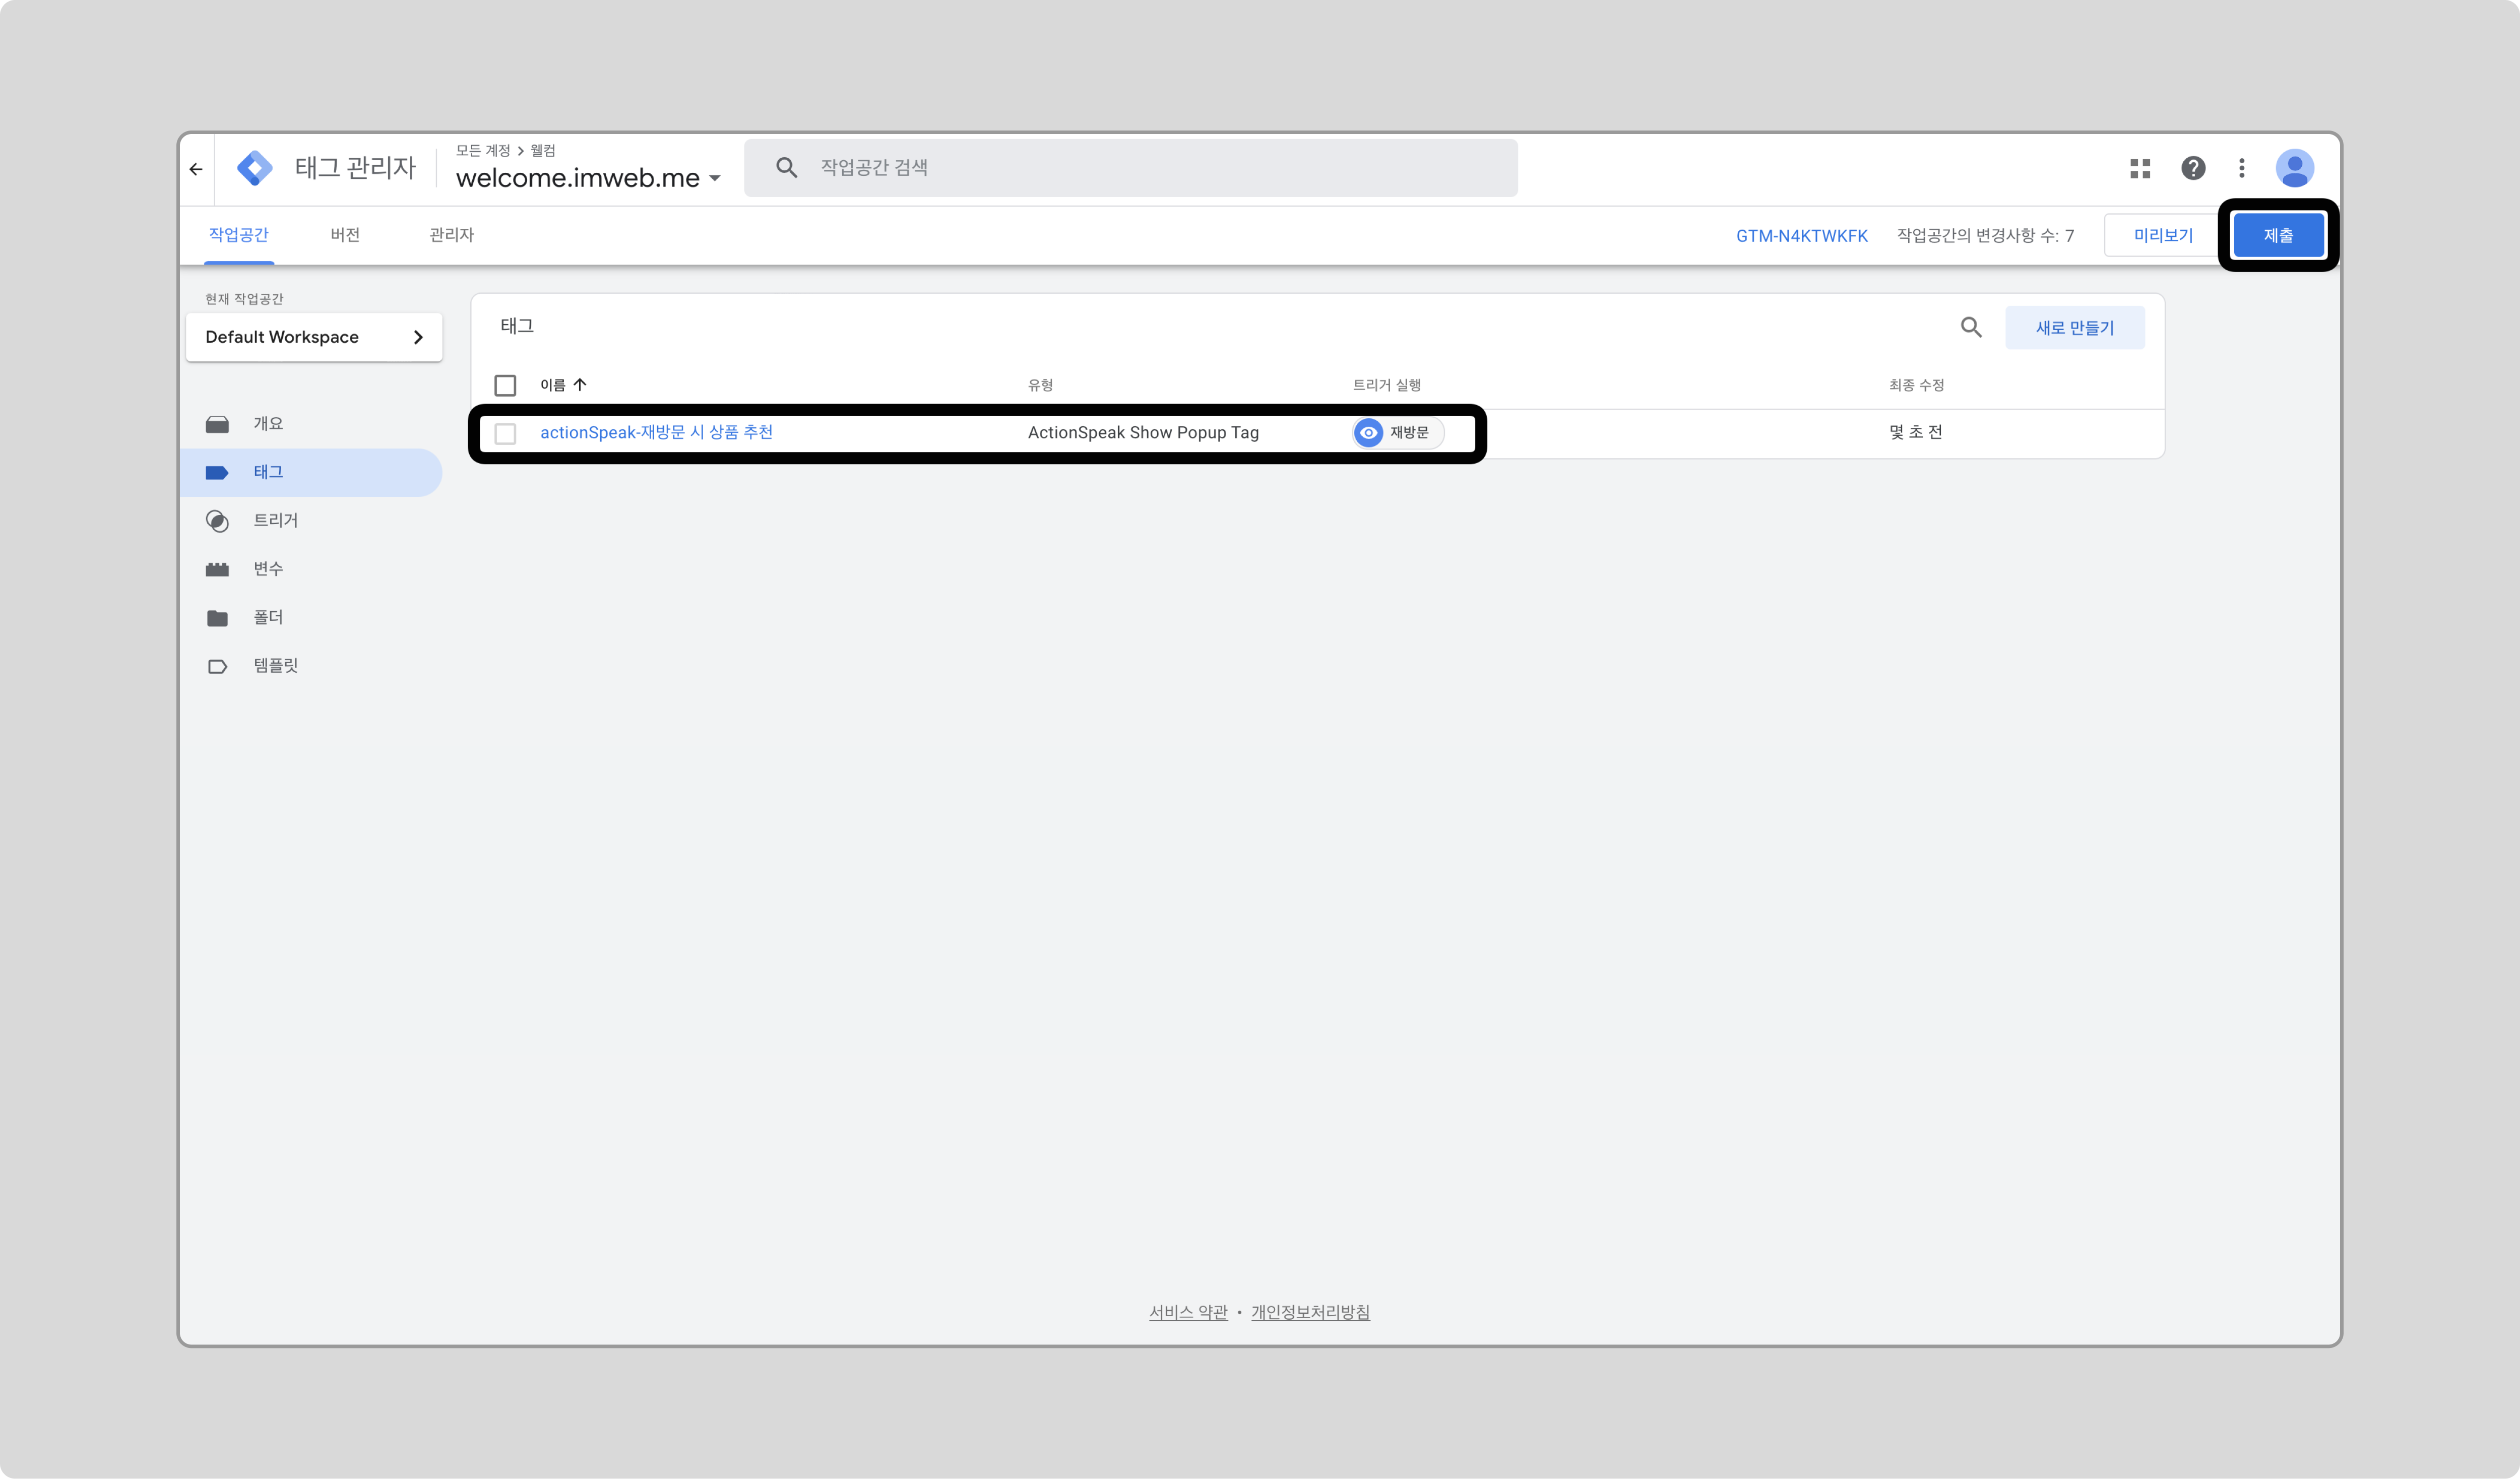 태그 관리자
모든 계정 > 웰컴
welcome.imweb.me
작업공간 검색
작업공간
버전
관리자
GTM-N4KTWKFK
작업공간의 변경사항 수: 7
미리보기
제출
현재 작업공간
Default Workspace
개요
태그
트리거
변수
폴더
템플릿
태그
새로 만들기
이름 유형 트리거 실행 최종 수정
actionSpeak-재방문 시 상품 추천 ActionSpeak Show Popup Tag 재방문 몇 초 전
서비스 약관 • 개인정보처리방침